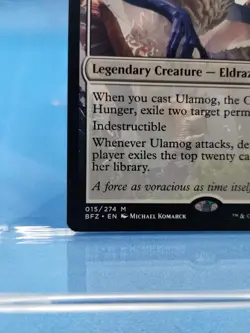 Legendary Creature — Eldraz
When you cast Ulamog, the C
Hunger, exile two target perm
Indestructible
Whenever Ulamog attacks, de
player exiles the top twenty ca
her library.
A force as voracious as time itsel
015/274 M
BFZ • EN Michael Komarck
™ &